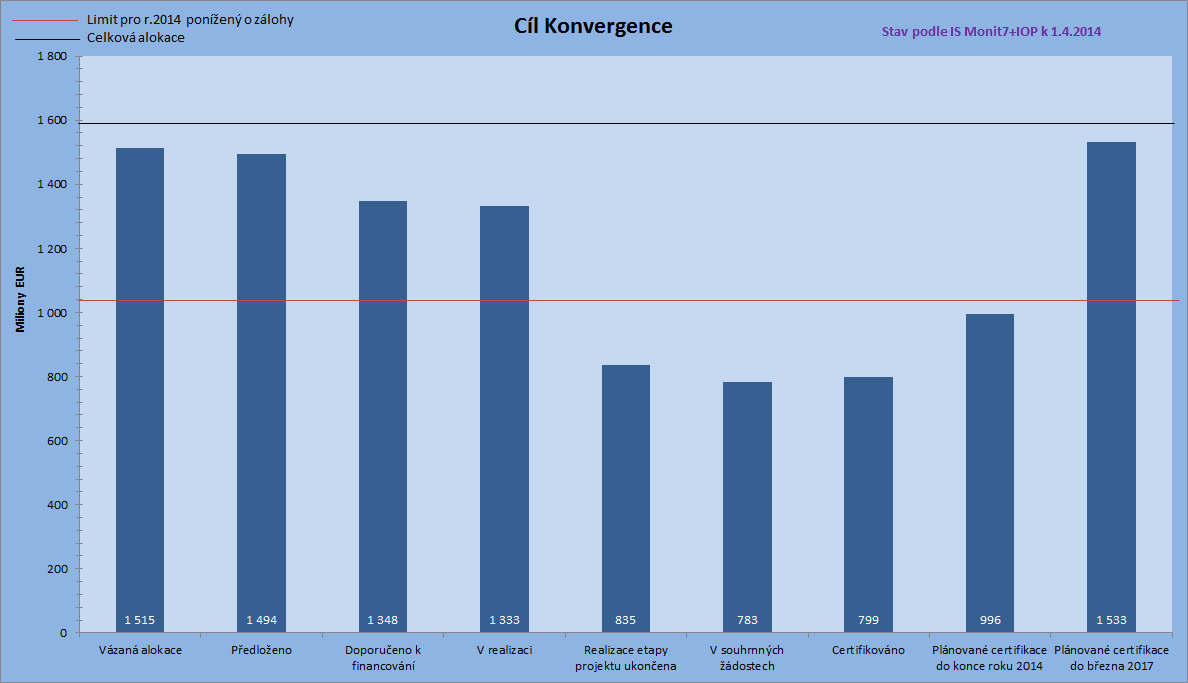 Limit pro r.2014 ponížený o zálohy
Celková alokace
Cíl Konvergence
Stav podle IS Monit7+IOP k 1.4.2014
Miliony EUR
1 800
1 600
1 400
1 200
1 000
800
600
400
200
0
1 515
1 494
1 348
1 333
835
783
799
996
1 533
Vázaná alokace
Předloženo
Doporučeno k
financování
V realizaci
Realizace etapy
projektu ukončena
V souhrnných
žádostech
Certifikováno
Plánované certifikace
do konce roku 2014
Plánované certifikace
do března 2017